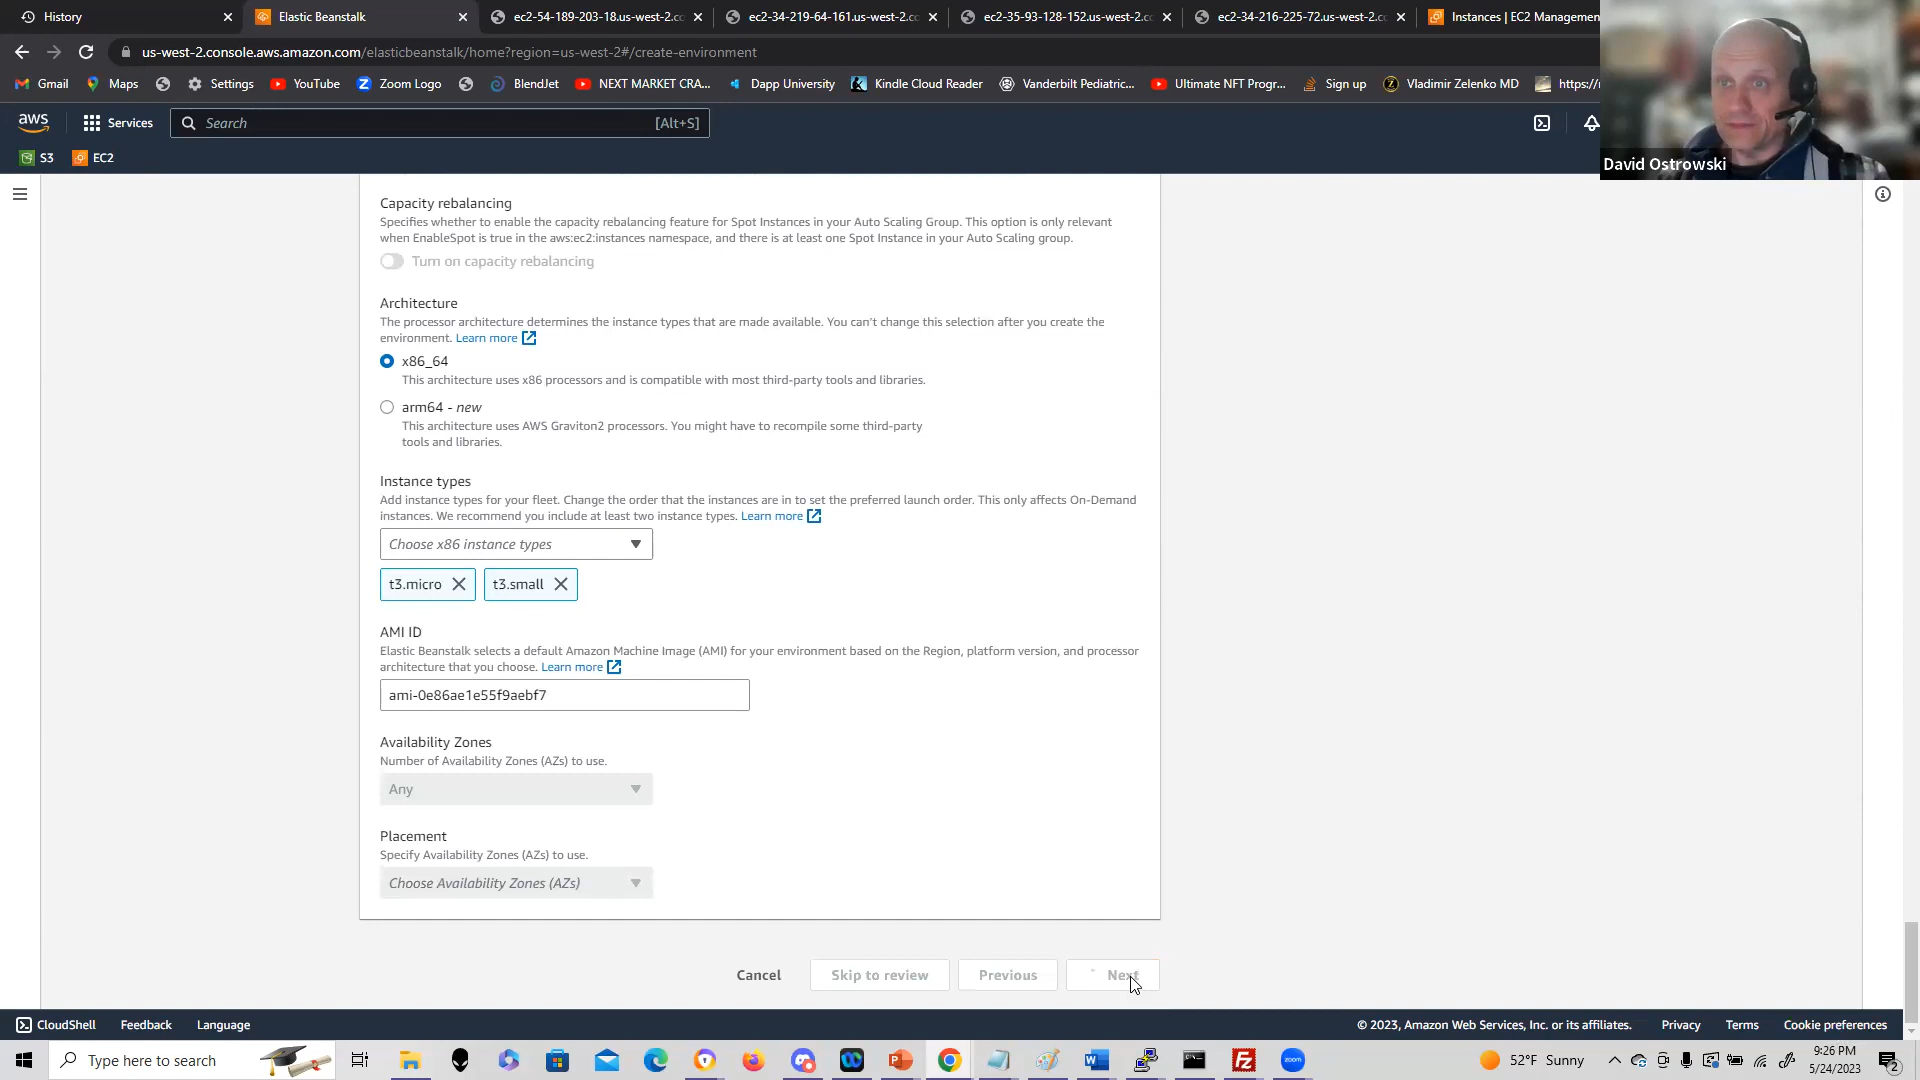 History
Elastic Beanstalk
ec2-54-189-203-18.us-west-2.cc
ec2-34-219-64-161.us-west-2.cc
ec2-35-93-128-152.us-west-2.c
ec2-34-216-225-72.us-west-2.cc
Instances | EC2 Managemen
us-west-2.console.aws.amazon.com/elasticbeanstalk/home?region=us-west-2#/create-environment
Gmail
Maps
Settings
YouTube
Zoom Logo
BlendJet
NEXT MARKET CRA...
Dapp University
Kindle Cloud Reader
Vanderbilt Pediatric...
Ultimate NFT Progr...
Sign up
Vladimir Zelenko MD
aws
Services
Search
[Alt+S]
David Ostrowski
S3
EC2
Capacity rebalancing
Specifies whether to enable the capacity rebalancing feature for Spot Instances in your Auto Scaling Group. This option is only relevant
when EnableSpot is true in the aws:ec2:instances namespace, and there is at least one Spot Instance in your Auto Scaling group.
Turn on capacity rebalancing
Architecture
The processor architecture determines the instance types that are made available. You can't change this selection after you create the
environment. Learn more
x86_64
This architecture uses x86 processors and is compatible with most third-party tools and libraries.
arm64 - new
This architecture uses AWS Graviton2 processors. You might have to recompile some third-party
tools and libraries.
Instance types
Add instance types for your fleet. Change the order that the instances are in to set the preferred launch order. This only affects On-Demand
instances. We recommend you include at least two instance types. Learn more
Choose x86 instance types
t3.micro
t3.small
AMI ID
Elastic Beanstalk selects a default Amazon Machine Image (AMI) for your environment based on the Region, platform version, and processor
architecture that you choose. Learn more
ami-0e86ae1e55f9aebf7
Availability Zones
Number of Availability Zones (AZs) to use.
Any
Placement
Specify Availability Zones (AZs) to use.
Choose Availability Zones (AZs)
Cancel
Skip to review
Previous
Next
CloudShell
Feedback
Language
© 2023, Amazon Web Services, Inc. or its affiliates.
Privacy
Terms
Cookie preferences
Type here to search
zoom
52°F Sunny
9:26 PM
5/24/2023
2